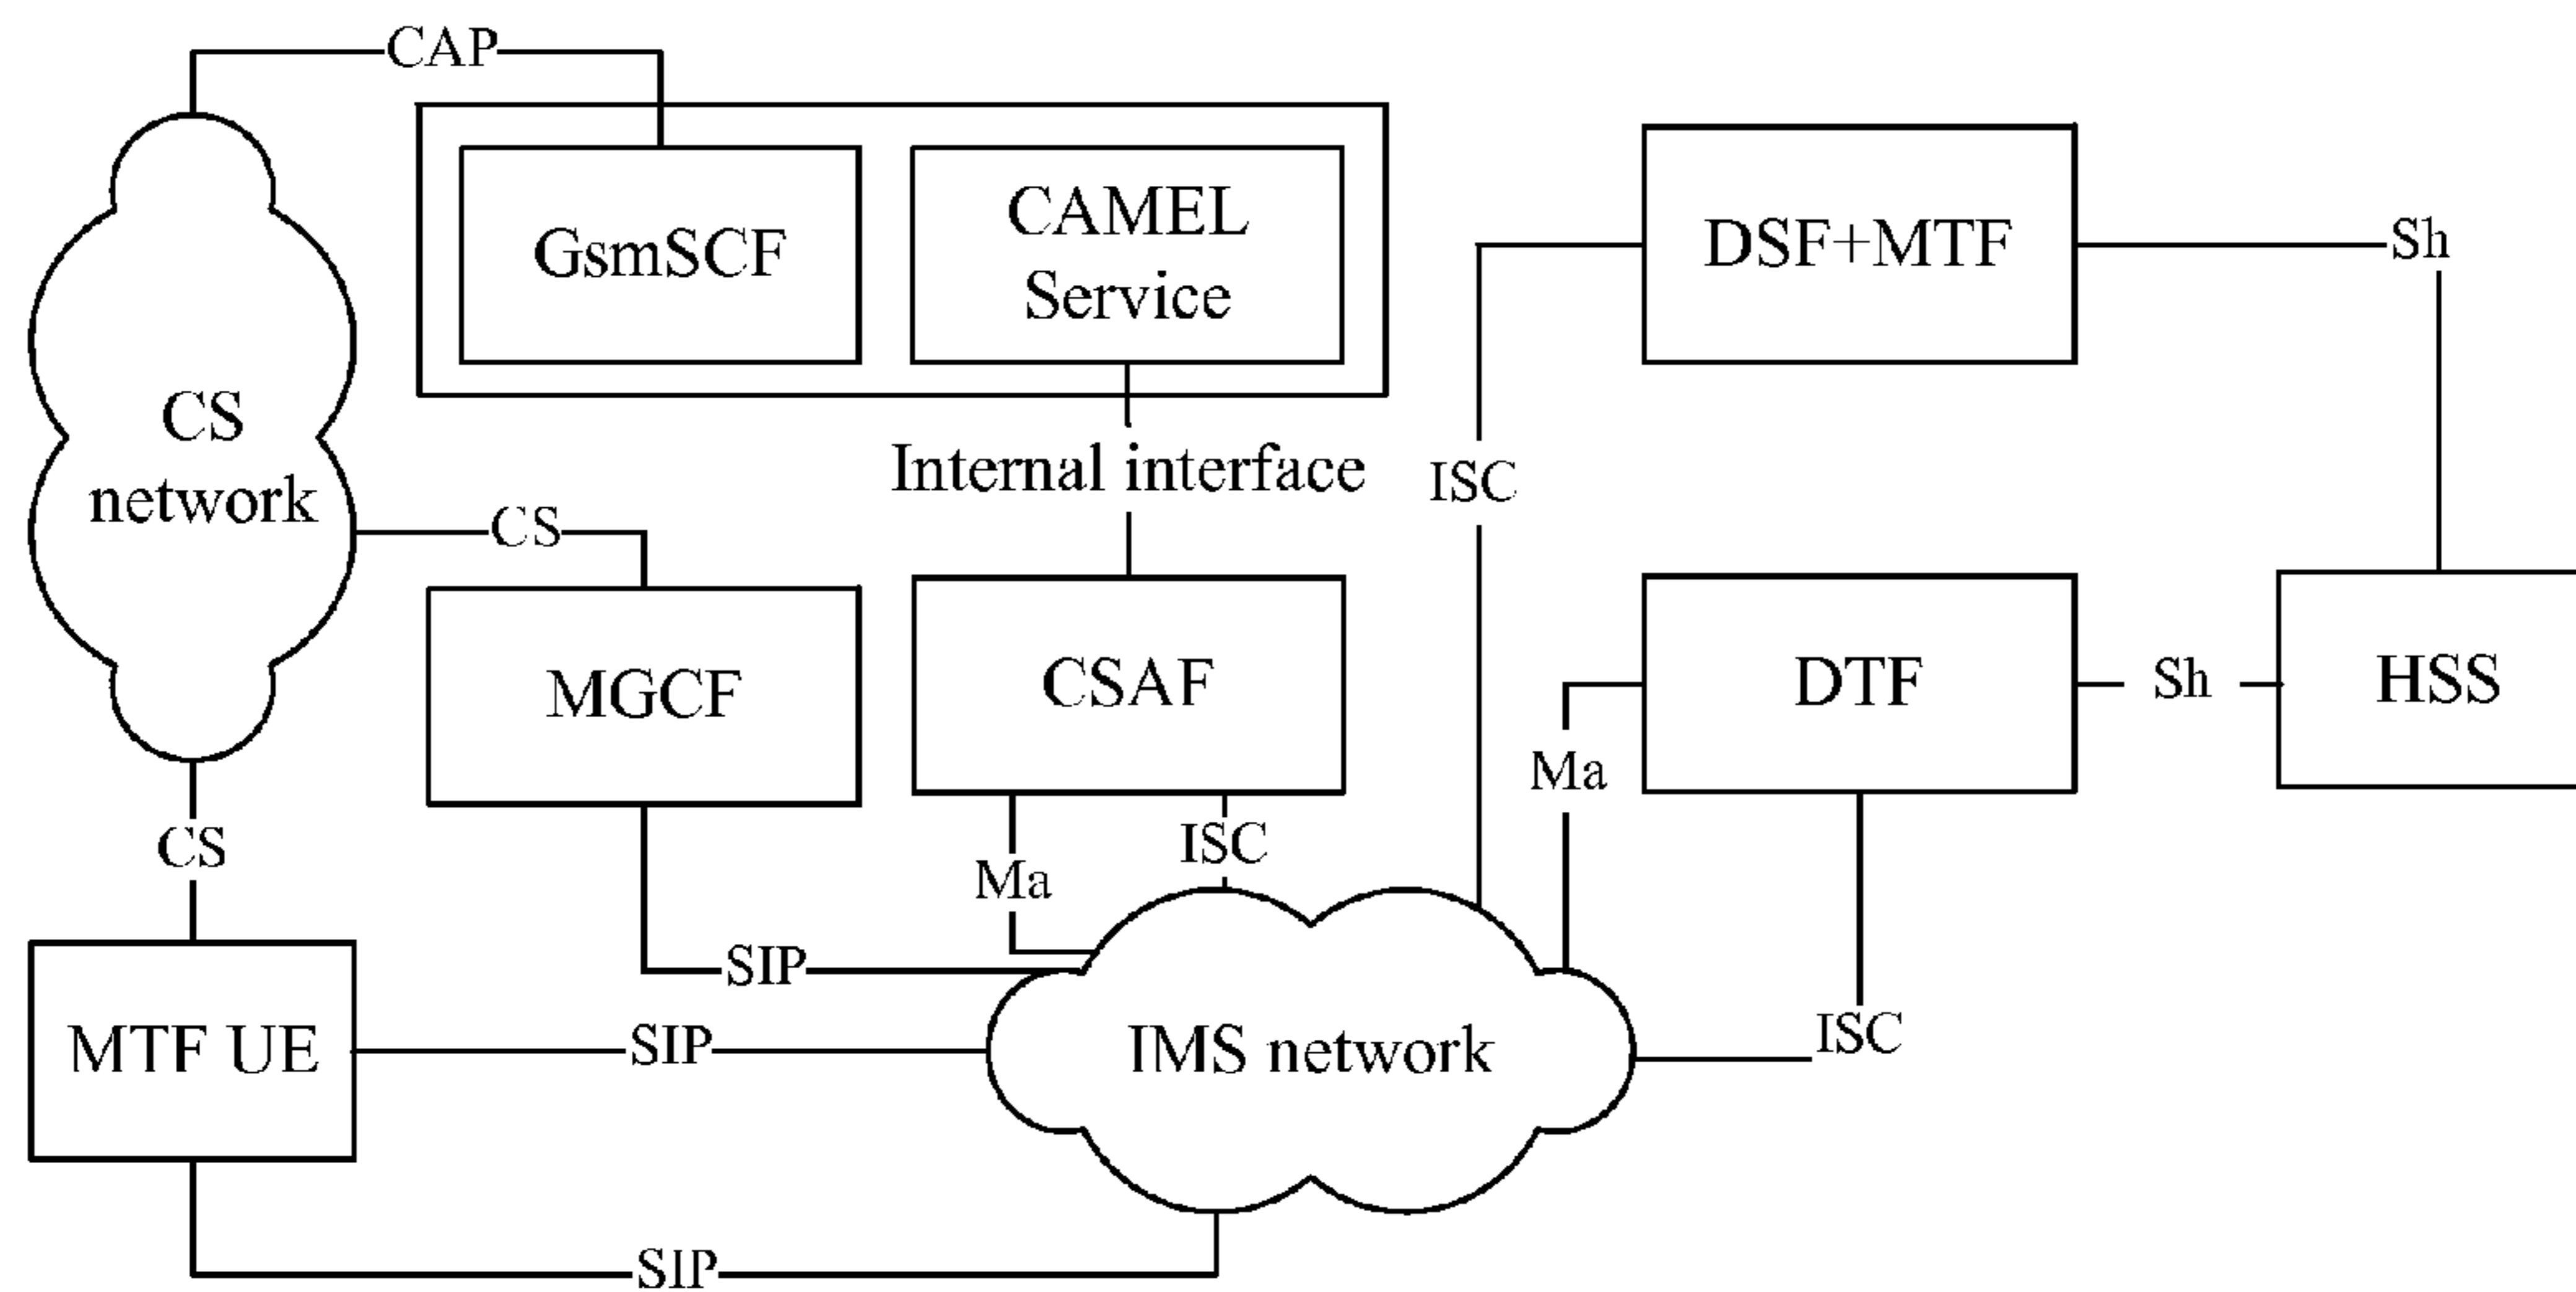 CAP
GsmSCF
CAMEL
Service
DSF+MTF
Sh
CS
network
Internal interface
ISC
CS
MGCF
CSAF
DTF
Sh
HSS
Ma
CS
ISC
Ma
SIP
ISC
MTF UE
SIP
IMS network
SIP